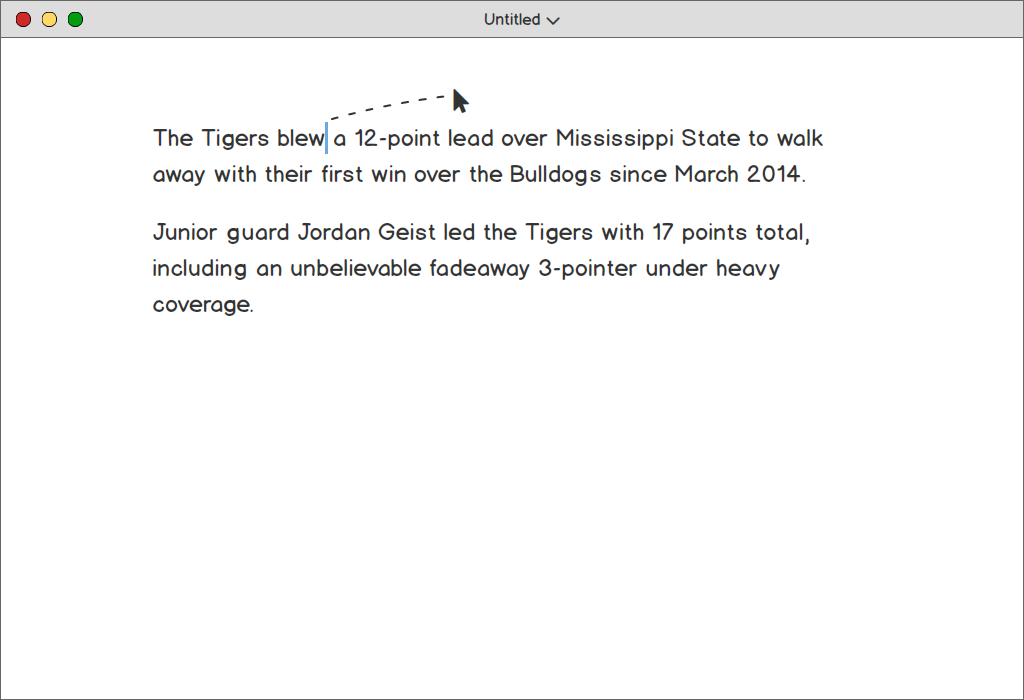 Untitled
The Tigers blew a 12-point lead over Mississippi State to walk
away with their first win over the Bulldogs since March 2014.
Junior guard Jordan Geist led the Tigers with 17 points total,
including an unbelievable fadeaway 3-pointer under heavy
coverage.